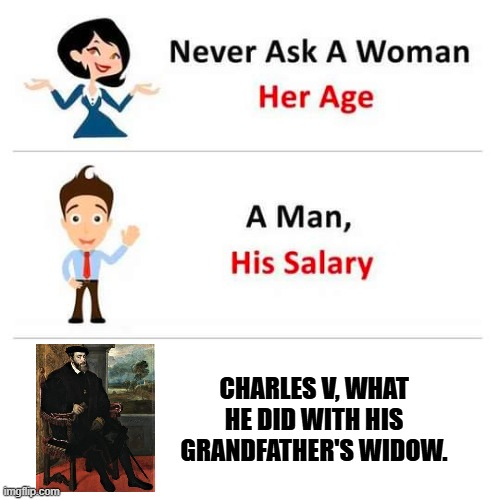 Never Ask A Woman
Her Age
A Man,
His Salary
CHARLES V, WHAT
HE DID WITH HIS
GRANDFATHER'S WIDOW.
imgflip.com